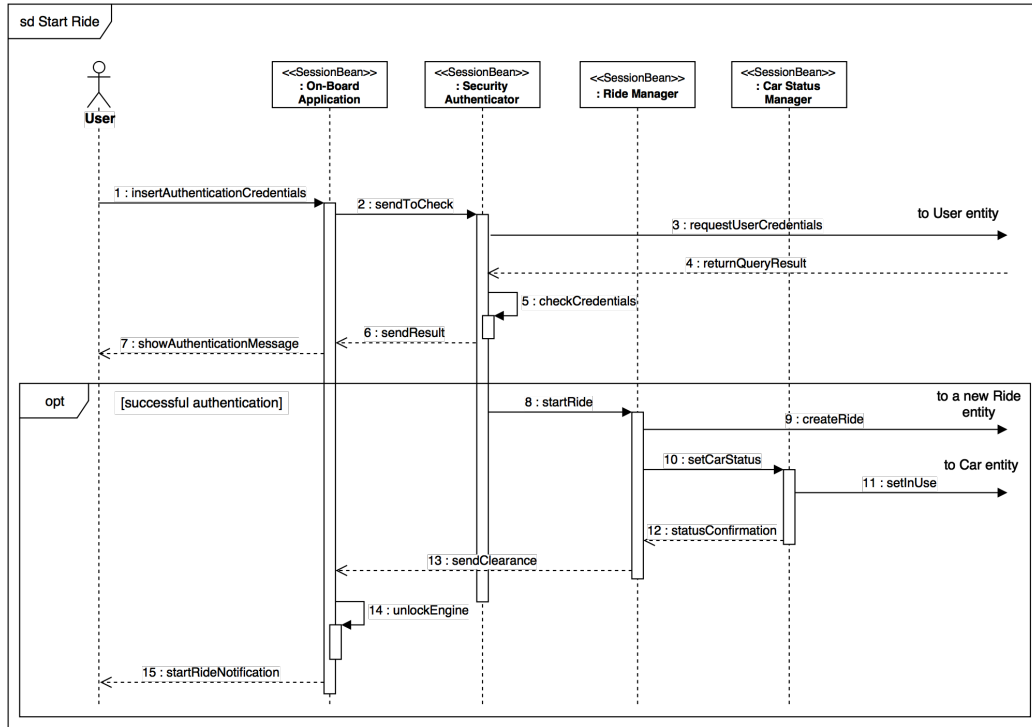 sd Start Ride
User
<<SessionBean>>
: On-Board
Application
<<SessionBean>>
: Security
Authenticator
<<SessionBean>>
: Ride Manager
<<SessionBean>>
: Car Status
Manager
1 : insertAuthenticationCredentials
2 : sendToCheck
to User entity
3 : requestUserCredentials
4 : returnQueryResult
5 : checkCredentials
6 : sendResult
7 : showAuthenticationMessage
opt
[successful authentication]
8 : startRide
to a new Ride
entity
9 : createRide
10 : setCarStatus
to Car entity
11 : setInUse
12 : statusConfirmation
13 : sendClearance
14 : unlockEngine
15 : startRideNotification